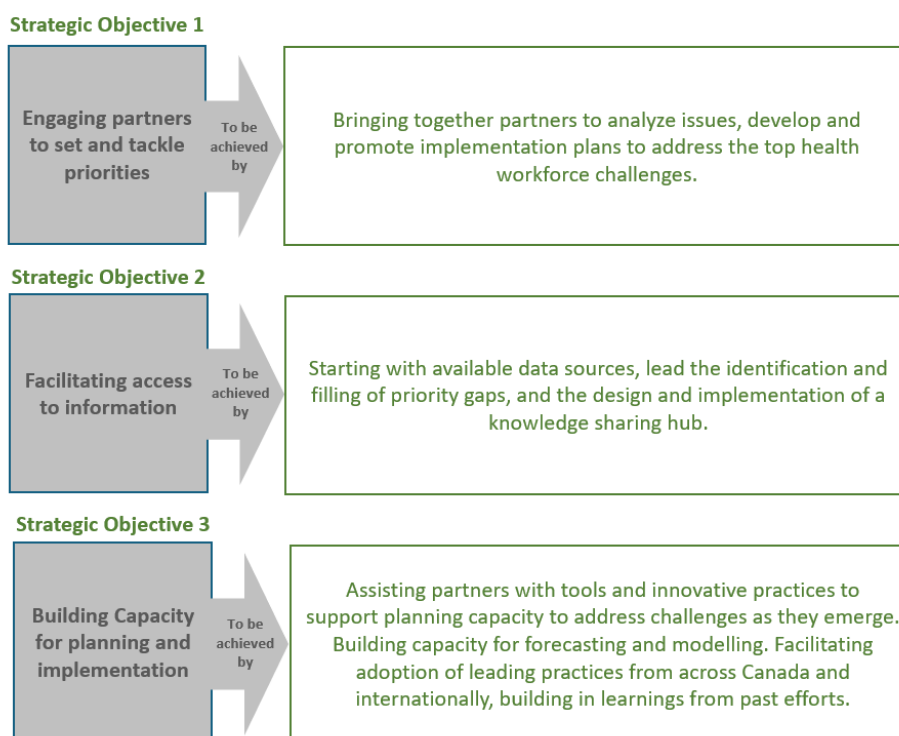 Strategic Objective 1
Engaging partners
to set and tackle
priorities
To be
achieved
by
Bringing together partners to analyze issues, develop and
promote implementation plans to address the top health
workforce challenges.
Strategic Objective 2
Facilitating access
to information
To be
achieved
by
Starting with available data sources, lead the identification and
filling of priority gaps, and the design and implementation of a
knowledge sharing hub.
Strategic Objective 3
Building Capacity
for planning and
implementation
To be
achieved
by
Assisting partners with tools and innovative practices to
support planning capacity to address challenges as they emerge.
Building capacity for forecasting and modelling. Facilitating
adoption of leading practices from across Canada and
internationally, building in learnings from past efforts.